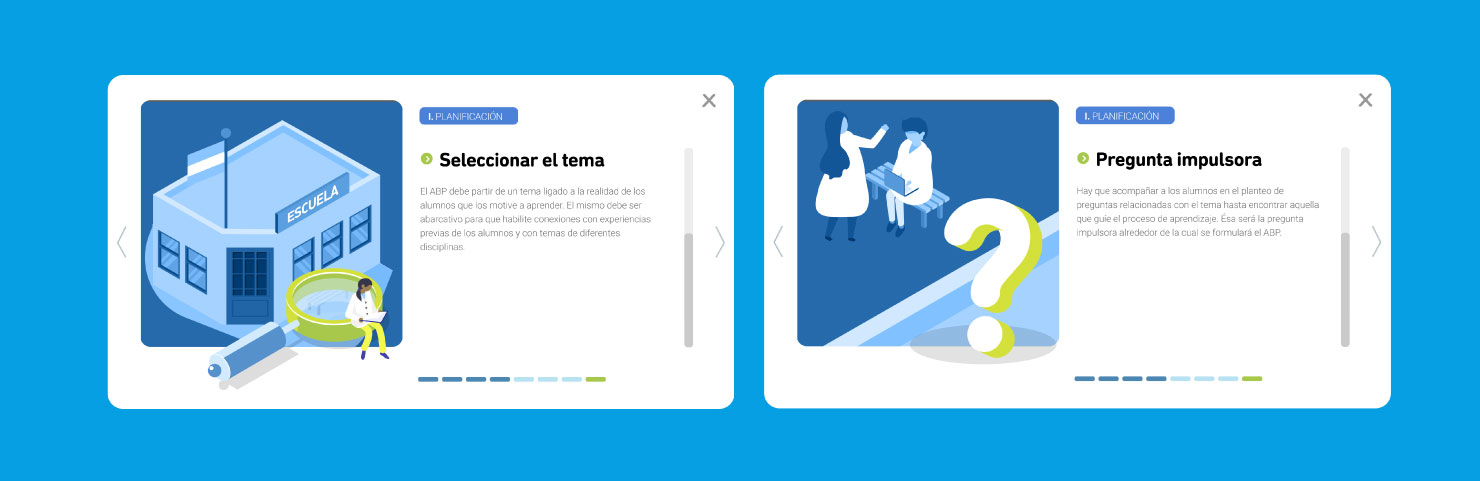 ESCUELA
I. PLANIFICACIÓN
Seleccionar el tema
El ABP debe partir de un tema ligado a la realidad de los
alumnos que los motive a aprender. El mismo debe ser
abarcativo para que habilite conexiones con experiencias
previas de los alumnos y con temas de diferentes
disciplinas.
I. PLANIFICACIÓN
Pregunta impulsora
Hay que acompañar a los alumnos en el planteo de
preguntas relacionadas con el tema hasta encontrar aquella
que guíe el proceso de aprendizaje. Ésa será la pregunta
impulsora alrededor de la cual se formulará el ABP.